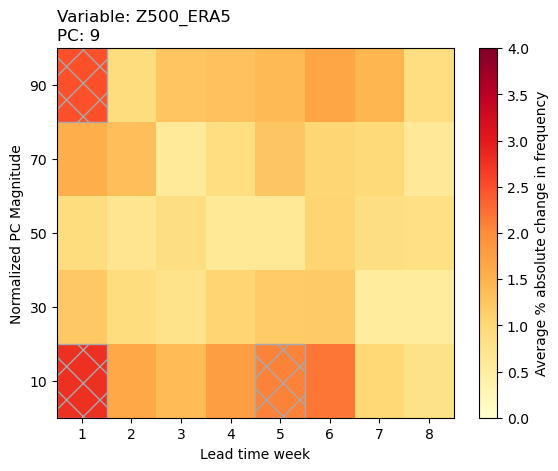 Variable: Z500_ERA5
PC: 9
90
70
50
30
10
Normalized PC Magnitude
1 2 3 4 5 6 7 8
Lead time week
4.0
3.5
3.0
2.5
2.0
1.5
1.0
0.5
0.0
Average % absolute change in frequency